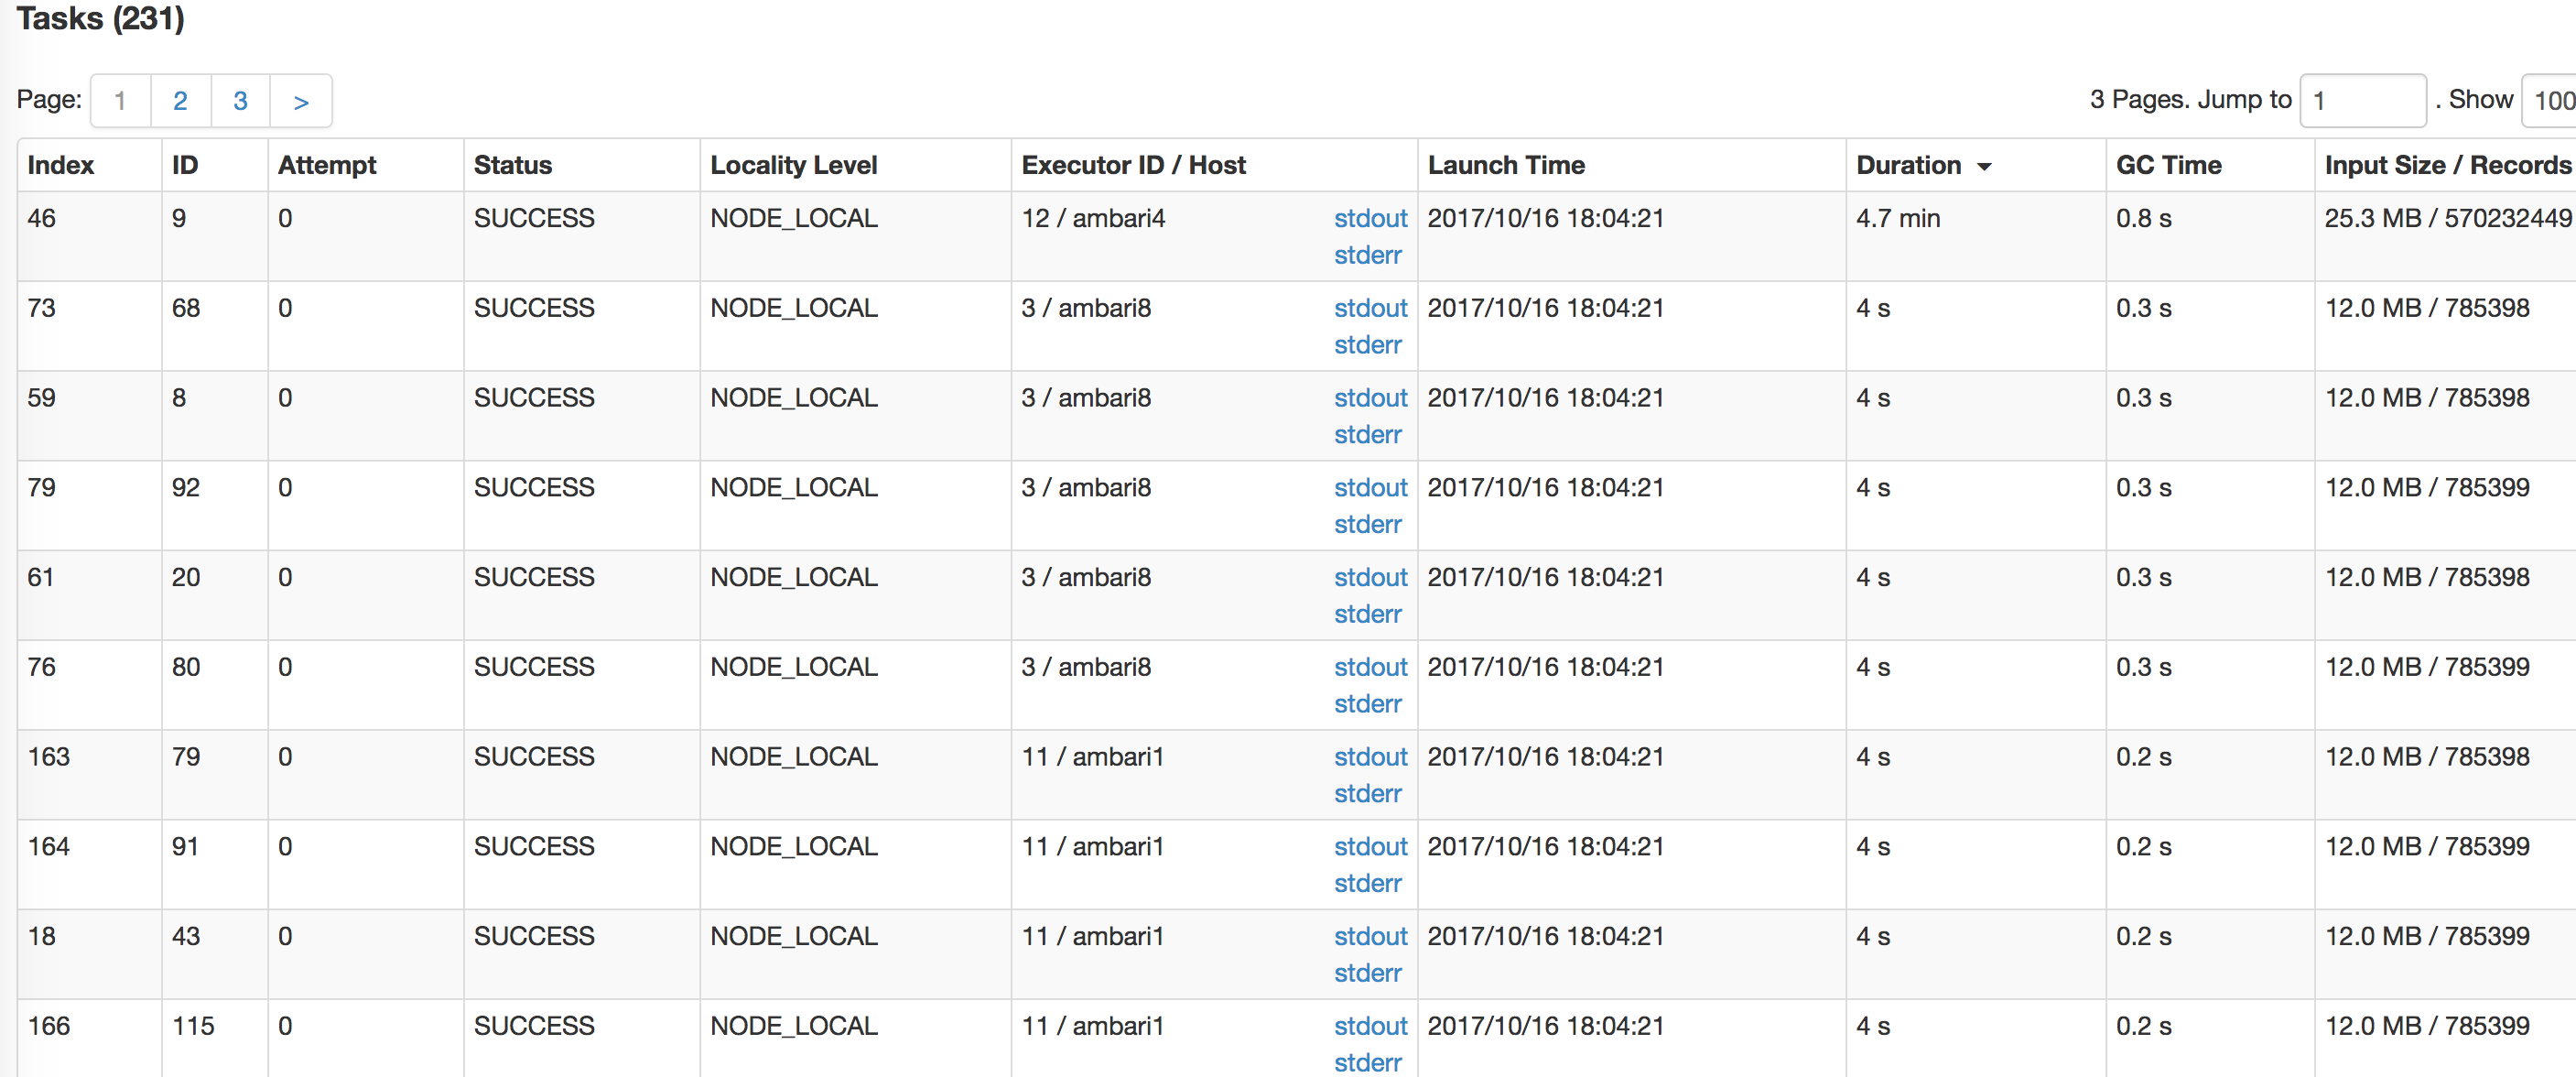 Tasks (231)
Page: 1 2 3 > 3 Pages. Jump to 1 . Show 100
Index ID Attempt Status Locality Level Executor ID / Host Launch Time Duration GC Time Input Size / Records
46 9 0 SUCCESS NODE_LOCAL 12 / ambari4 stdout 2017/10/16 18:04:21 4.7 min 0.8 s 25.3 MB / 570232449
stderr
73 68 0 SUCCESS NODE_LOCAL 3 / ambari8 stdout 2017/10/16 18:04:21 4 s 0.3 s 12.0 MB / 785398
stderr
59 8 0 SUCCESS NODE_LOCAL 3 / ambari8 stdout 2017/10/16 18:04:21 4 s 0.3 s 12.0 MB / 785398
stderr
79 92 0 SUCCESS NODE_LOCAL 3 / ambari8 stdout 2017/10/16 18:04:21 4 s 0.3 s 12.0 MB / 785399
stderr
61 20 0 SUCCESS NODE_LOCAL 3 / ambari8 stdout 2017/10/16 18:04:21 4 s 0.3 s 12.0 MB / 785398
stderr
76 80 0 SUCCESS NODE_LOCAL 3 / ambari8 stdout 2017/10/16 18:04:21 4 s 0.3 s 12.0 MB / 785399
stderr
163 79 0 SUCCESS NODE_LOCAL 11 / ambari1 stdout 2017/10/16 18:04:21 4 s 0.2 s 12.0 MB / 785398
stderr
164 91 0 SUCCESS NODE_LOCAL 11 / ambari1 stdout 2017/10/16 18:04:21 4 s 0.2 s 12.0 MB / 785399
stderr
18 43 0 SUCCESS NODE_LOCAL 11 / ambari1 stdout 2017/10/16 18:04:21 4 s 0.2 s 12.0 MB / 785399
stderr
166 115 0 SUCCESS NODE_LOCAL 11 / ambari1 stdout 2017/10/16 18:04:21 4 s 0.2 s 12.0 MB / 785399
stderr